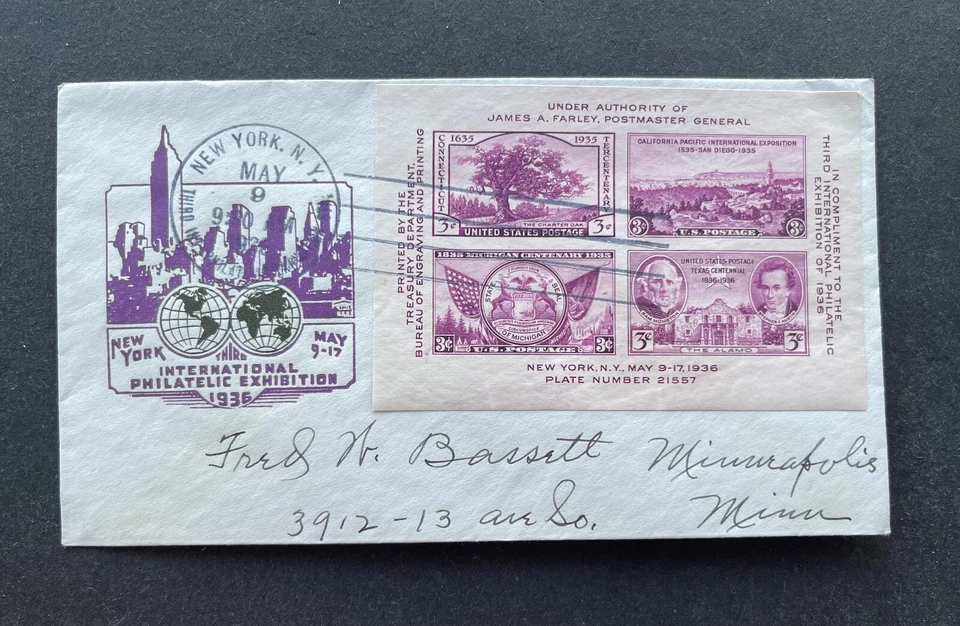 UNDER AUTHORITY OF
JAMES A. FARLEY, POSTMASTER GENERAL
PRINTED BY THE
TREASURY DEPARTMENT,
BUREAU OF ENGRAVING AND PRINTING
1635 1935
CONNECTICUT
TERCENTENARY
THE CHARTER OAK
3¢ UNITED STATES POSTAGE 3¢
CALIFORNIA PACIFIC INTERNATIONAL EXPOSITION
1535·SAN DIEGO·1935
3¢ U.S. POSTAGE 3¢
1835 MICHIGAN CENTENARY 1935
STATE SEAL
OF MICHIGAN
3¢ U.S. POSTAGE 3¢
UNITED STATES POSTAGE
TEXAS CENTENNIAL
1836·1936
3¢ THE ALAMO 3¢
IN COMPLIMENT TO THE
THIRD INTERNATIONAL PHILATELIC
EXHIBITION OF 1936
NEW YORK, N.Y., MAY 9-17, 1936
PLATE NUMBER 21557
NEW YORK, N.Y.
MAY
9
THIRD
NEW YORK
MAY
9-17
THIRD
INTERNATIONAL
PHILATELIC EXHIBITION
1936
Fred W. Bassett Minneapolis
3912-13 ave So. Minn